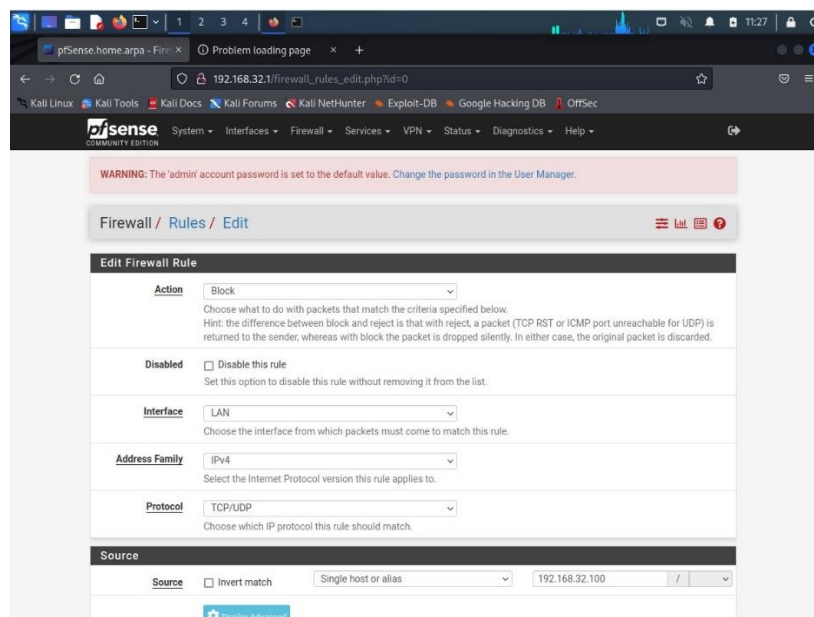 1 2 3 4 11:27
pfSense.home.arpa - Fire × Problem loading page × +
192.168.32.1/firewall_rules_edit.php?id=0
Kali Linux Kali Tools Kali Docs Kali Forums Kali NetHunter Exploit-DB Google Hacking DB OffSec
pfsense System Interfaces Firewall Services VPN Status Diagnostics Help
COMMUNITY EDITION
WARNING: The 'admin' account password is set to the default value. Change the password in the User Manager.
Firewall / Rules / Edit
Edit Firewall Rule
Action Block
Choose what to do with packets that match the criteria specified below.
Hint: the difference between block and reject is that with reject, a packet (TCP RST or ICMP port unreachable for UDP) is
returned to the sender, whereas with block the packet is dropped silently. In either case, the original packet is discarded.
Disabled Disable this rule
Set this option to disable this rule without removing it from the list.
Interface LAN
Choose the interface from which packets must come to match this rule.
Address Family IPv4
Select the Internet Protocol version this rule applies to.
Protocol TCP/UDP
Choose which IP protocol this rule should match.
Source
Source Invert match Single host or alias 192.168.32.100 /
Display Advanced